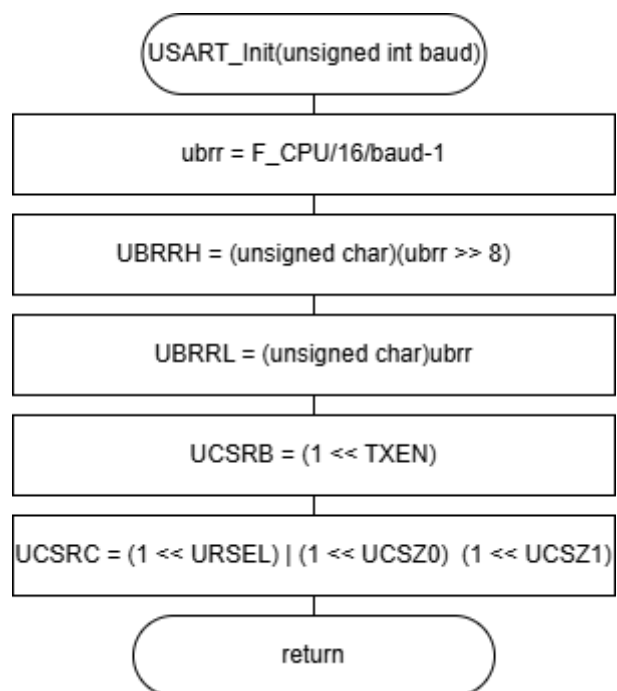 USART_Init(unsigned int baud)
ubrr = F_CPU/16/baud-1
UBRRH = (unsigned char)(ubrr >> 8)
UBRRL = (unsigned char)ubrr
UCSRB = (1 << TXEN)
UCSRC = (1 << URSEL) | (1 << UCSZ0)  (1 << UCSZ1)
return